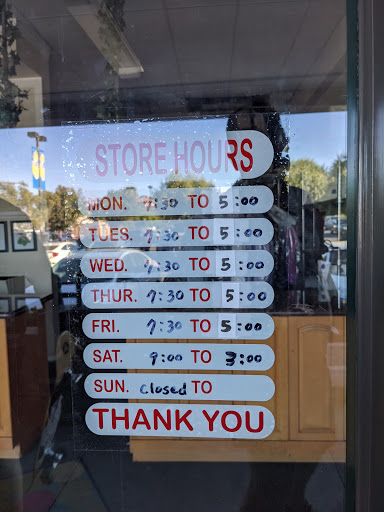 STORE HOURS
MON. 7:30 TO 5:00
TUES. 7:30 TO 5:00
WED. 7:30 TO 5:00
THUR. 7:30 TO 5:00
FRI. 7:30 TO 5:00
SAT. 9:00 TO 3:00
SUN. closed TO
THANK YOU